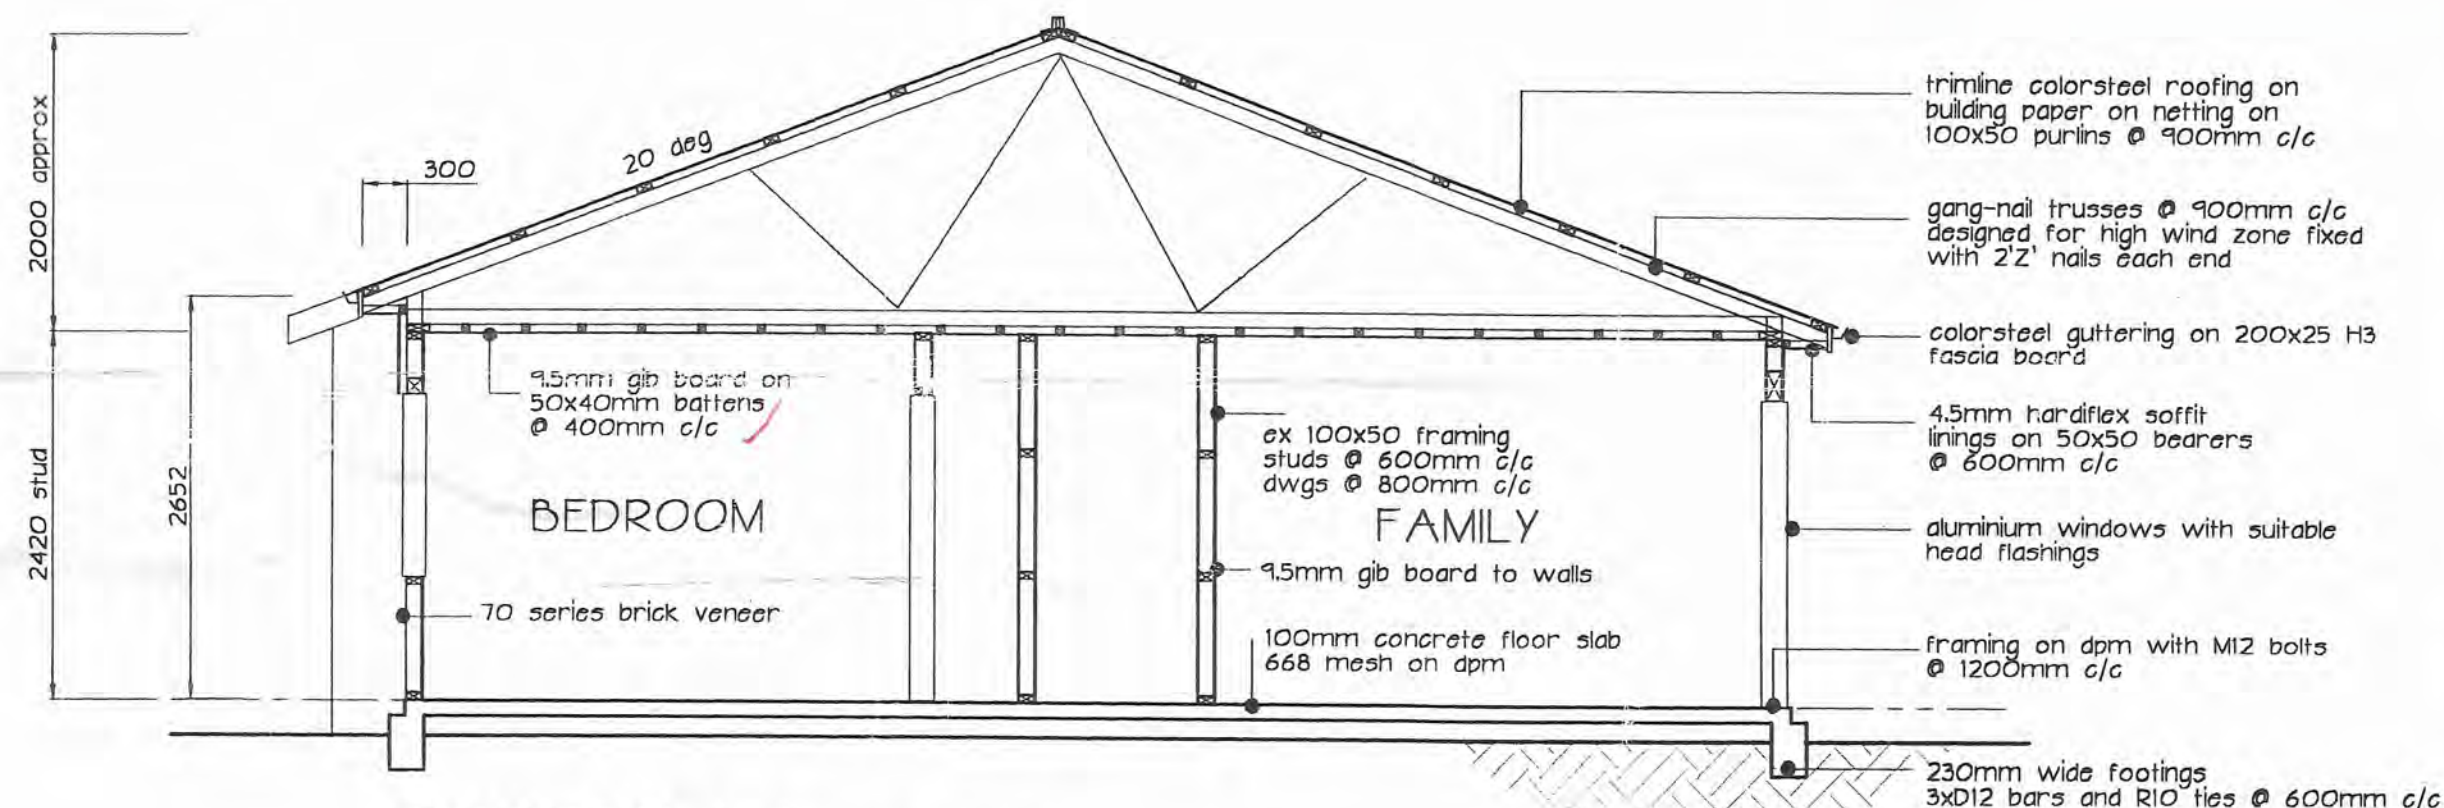 2000 approx
2420 stud
2652
300
20 deg
9.5mm gib board on
50x40mm battens
@ 400mm c/c
BEDROOM
70 series brick veneer
ex 100x50 framing
studs @ 600mm c/c
dwgs @ 800mm c/c
FAMILY
9.5mm gib board to walls
100mm concrete floor slab
668 mesh on dpm
trimline colorsteel roofing on
building paper on netting on
100x50 purlins @ 900mm c/c
gang-nail trusses @ 900mm c/c
designed for high wind zone fixed
with 2'Z' nails each end
colorsteel guttering on 200x25 H3
fascia board
4.5mm hardiflex soffit
linings on 50x50 bearers
@ 600mm c/c
aluminium windows with suitable
head flashings
framing on dpm with M12 bolts
@ 1200mm c/c
230mm wide footings
3xD12 bars and R10 ties @ 600mm c/c